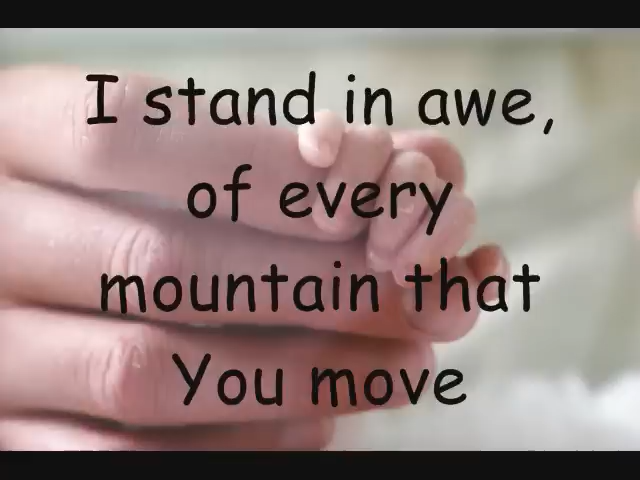 I stand in awe,
of every
mountain that
You move